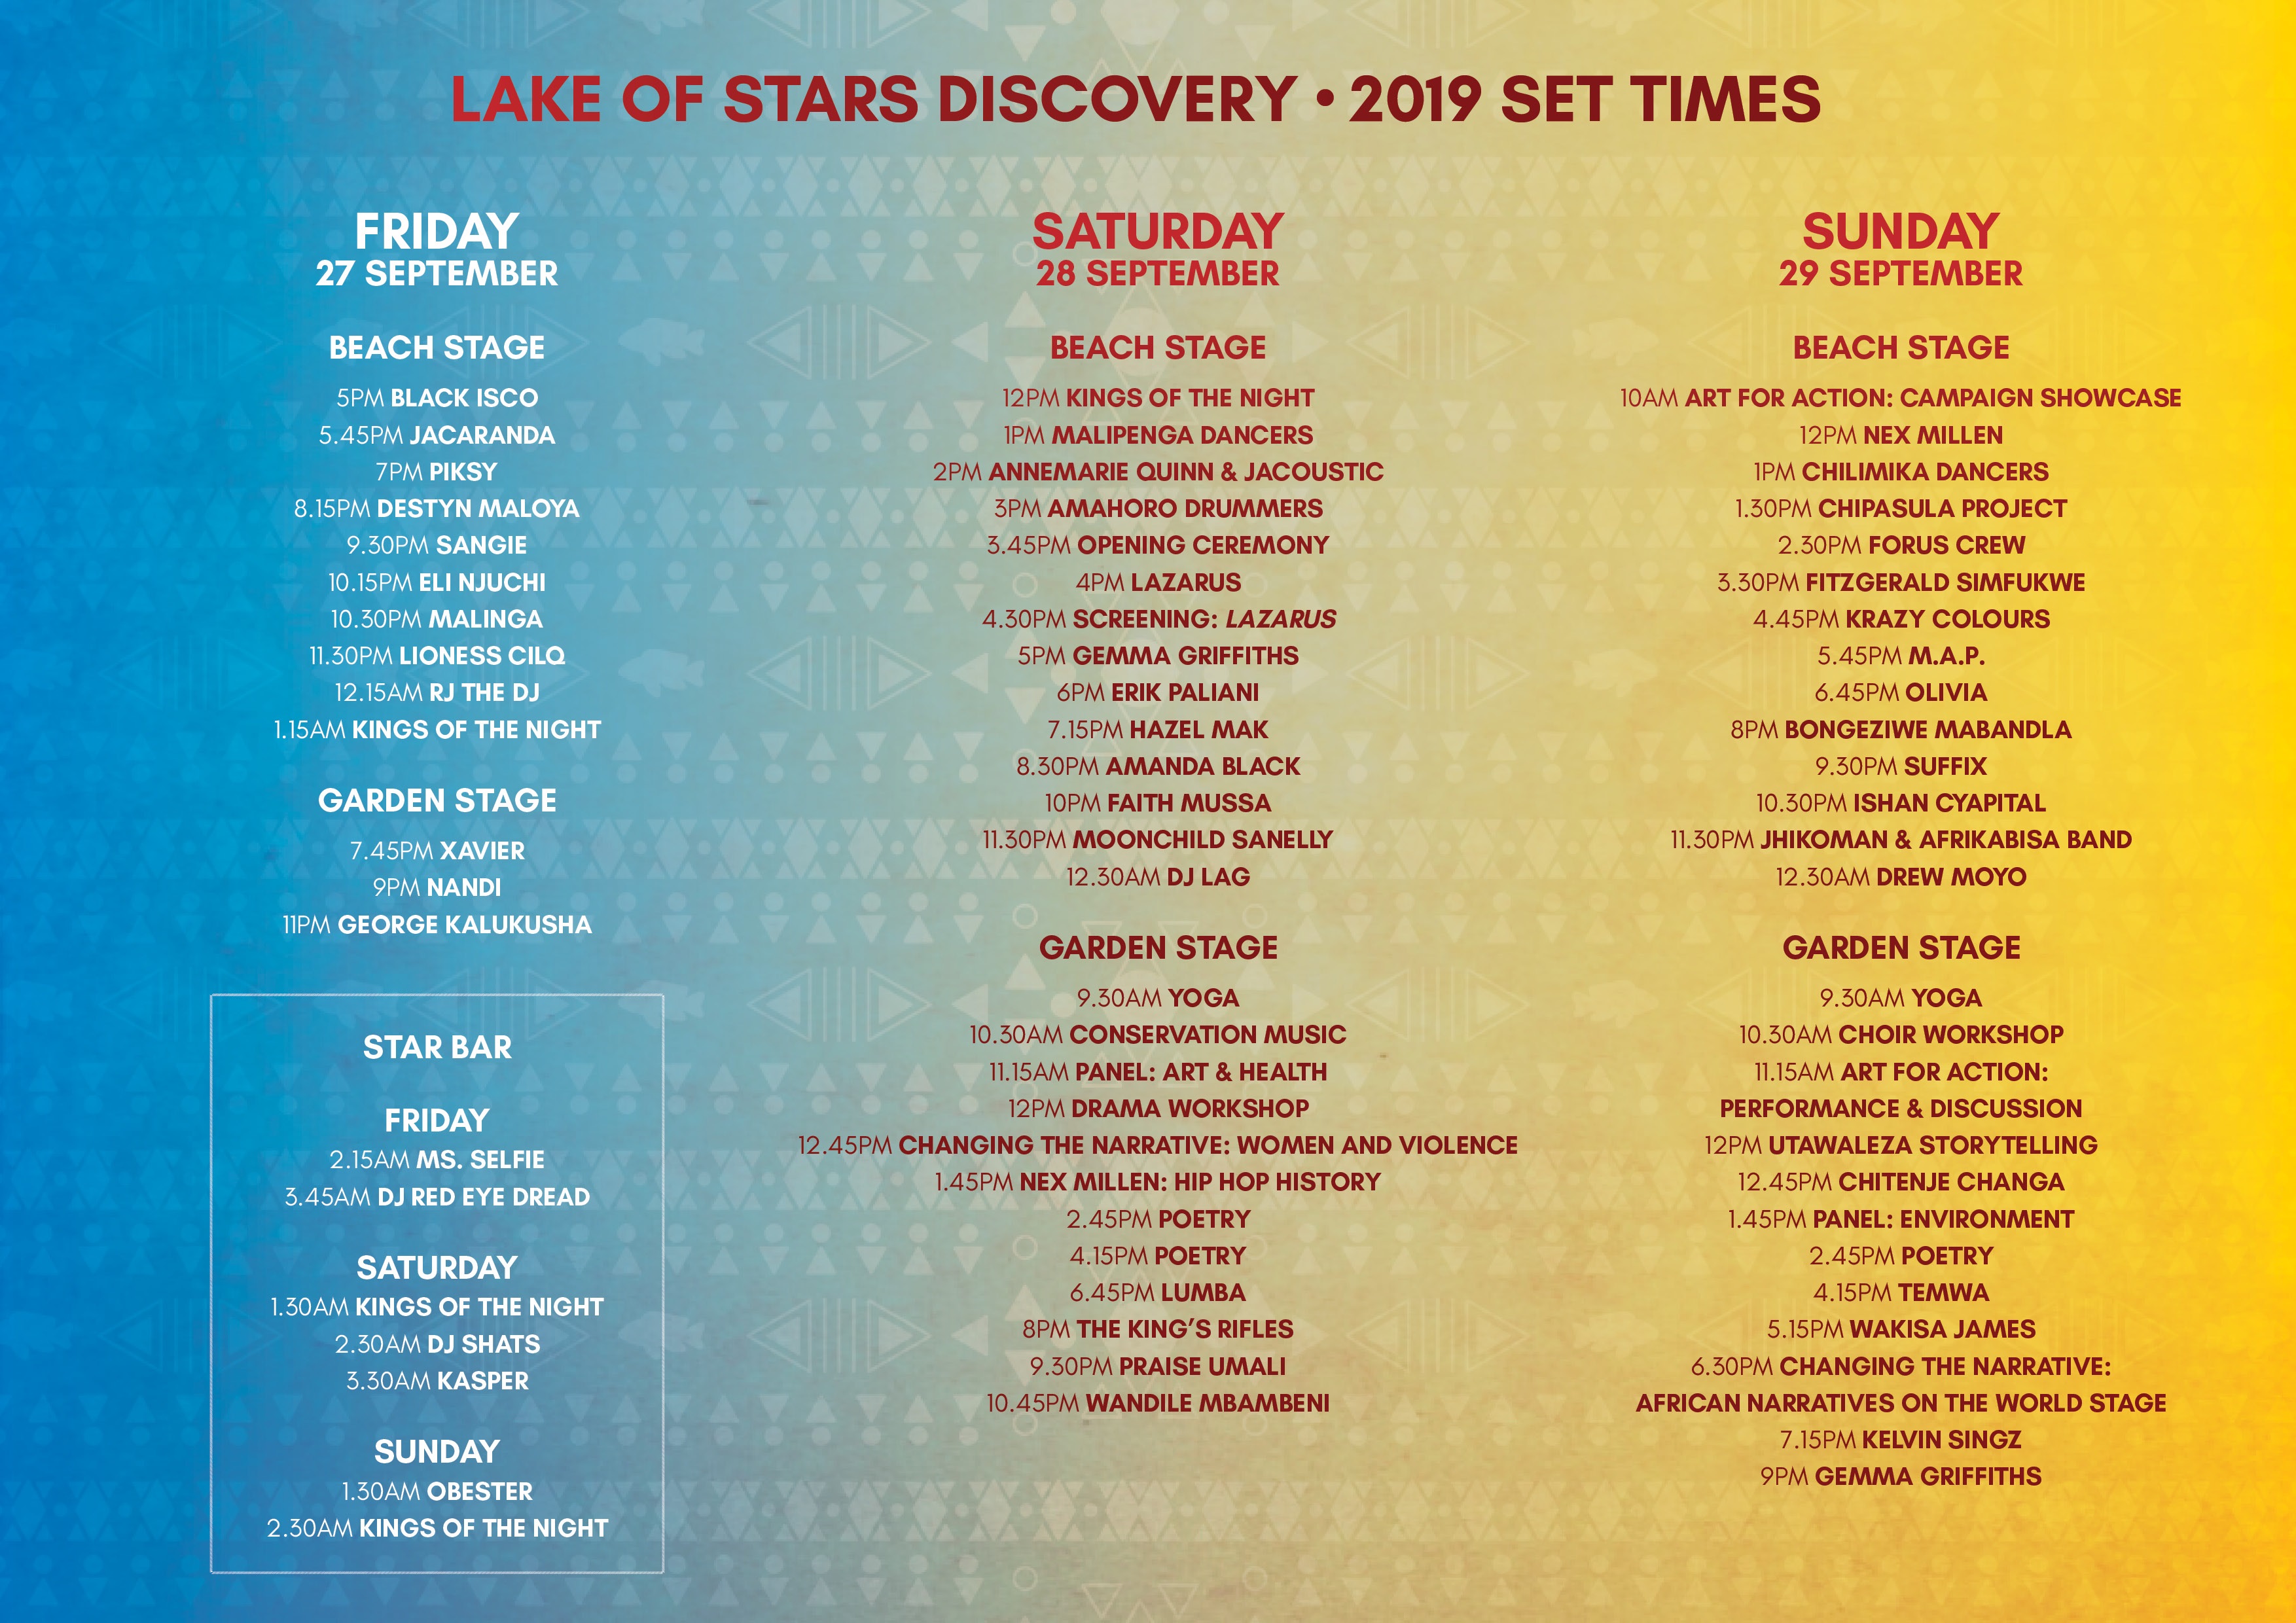 LAKE OF STARS DISCOVERY • 2019 SET TIMES
FRIDAY
27 SEPTEMBER
BEACH STAGE
5PM BLACK ISCO
5.45PM JACARANDA
7PM PIKSY
8.15PM DESTYN MALOYA
9.30PM SANGIE
10.15PM ELI NJUCHI
10.30PM MALINGA
11.30PM LIONESS CILQ
12.15AM RJ THE DJ
1.15AM KINGS OF THE NIGHT
GARDEN STAGE
7.45PM XAVIER
9PM NANDI
11PM GEORGE KALUKUSHA
STAR BAR
FRIDAY
2.15AM MS. SELFIE
3.45AM DJ RED EYE DREAD
SATURDAY
1.30AM KINGS OF THE NIGHT
2.30AM DJ SHATS
3.30AM KASPER
SUNDAY
1.30AM OBESTER
2.30AM KINGS OF THE NIGHT
SATURDAY
28 SEPTEMBER
BEACH STAGE
12PM KINGS OF THE NIGHT
1PM MALIPENGA DANCERS
2PM ANNEMARIE QUINN & JACOUSTIC
3PM AMAHORO DRUMMERS
3.45PM OPENING CEREMONY
4PM LAZARUS
4.30PM SCREENING: LAZARUS
5PM GEMMA GRIFFITHS
6PM ERIK PALIANI
7.15PM HAZEL MAK
8.30PM AMANDA BLACK
10PM FAITH MUSSA
11.30PM MOONCHILD SANELLY
12.30AM DJ LAG
GARDEN STAGE
9.30AM YOGA
10.30AM CONSERVATION MUSIC
11.15AM PANEL: ART & HEALTH
12PM DRAMA WORKSHOP
12.45PM CHANGING THE NARRATIVE: WOMEN AND VIOLENCE
1.45PM NEX MILLEN: HIP HOP HISTORY
2.45PM POETRY
4.15PM POETRY
6.45PM LUMBA
8PM THE KING'S RIFLES
9.30PM PRAISE UMALI
10.45PM WANDILE MBAMBENI
SUNDAY
29 SEPTEMBER
BEACH STAGE
10AM ART FOR ACTION: CAMPAIGN SHOWCASE
12PM NEX MILLEN
1PM CHILIMIKA DANCERS
1.30PM CHIPASULA PROJECT
2.30PM FORUS CREW
3.30PM FITZGERALD SIMFUKWE
4.45PM KRAZY COLOURS
5.45PM M.A.P.
6.45PM OLIVIA
8PM BONGEZIWE MABANDLA
9.30PM SUFFIX
10.30PM ISHAN CYAPITAL
11.30PM JHIKOMAN & AFRIKABISA BAND
12.30AM DREW MOYO
GARDEN STAGE
9.30AM YOGA
10.30AM CHOIR WORKSHOP
11.15AM ART FOR ACTION:
PERFORMANCE & DISCUSSION
12PM UTAWALEZA STORYTELLING
12.45PM CHITENJE CHANGA
1.45PM PANEL: ENVIRONMENT
2.45PM POETRY
4.15PM TEMWA
5.15PM WAKISA JAMES
6.30PM CHANGING THE NARRATIVE:
AFRICAN NARRATIVES ON THE WORLD STAGE
7.15PM KELVIN SINGZ
9PM GEMMA GRIFFITHS